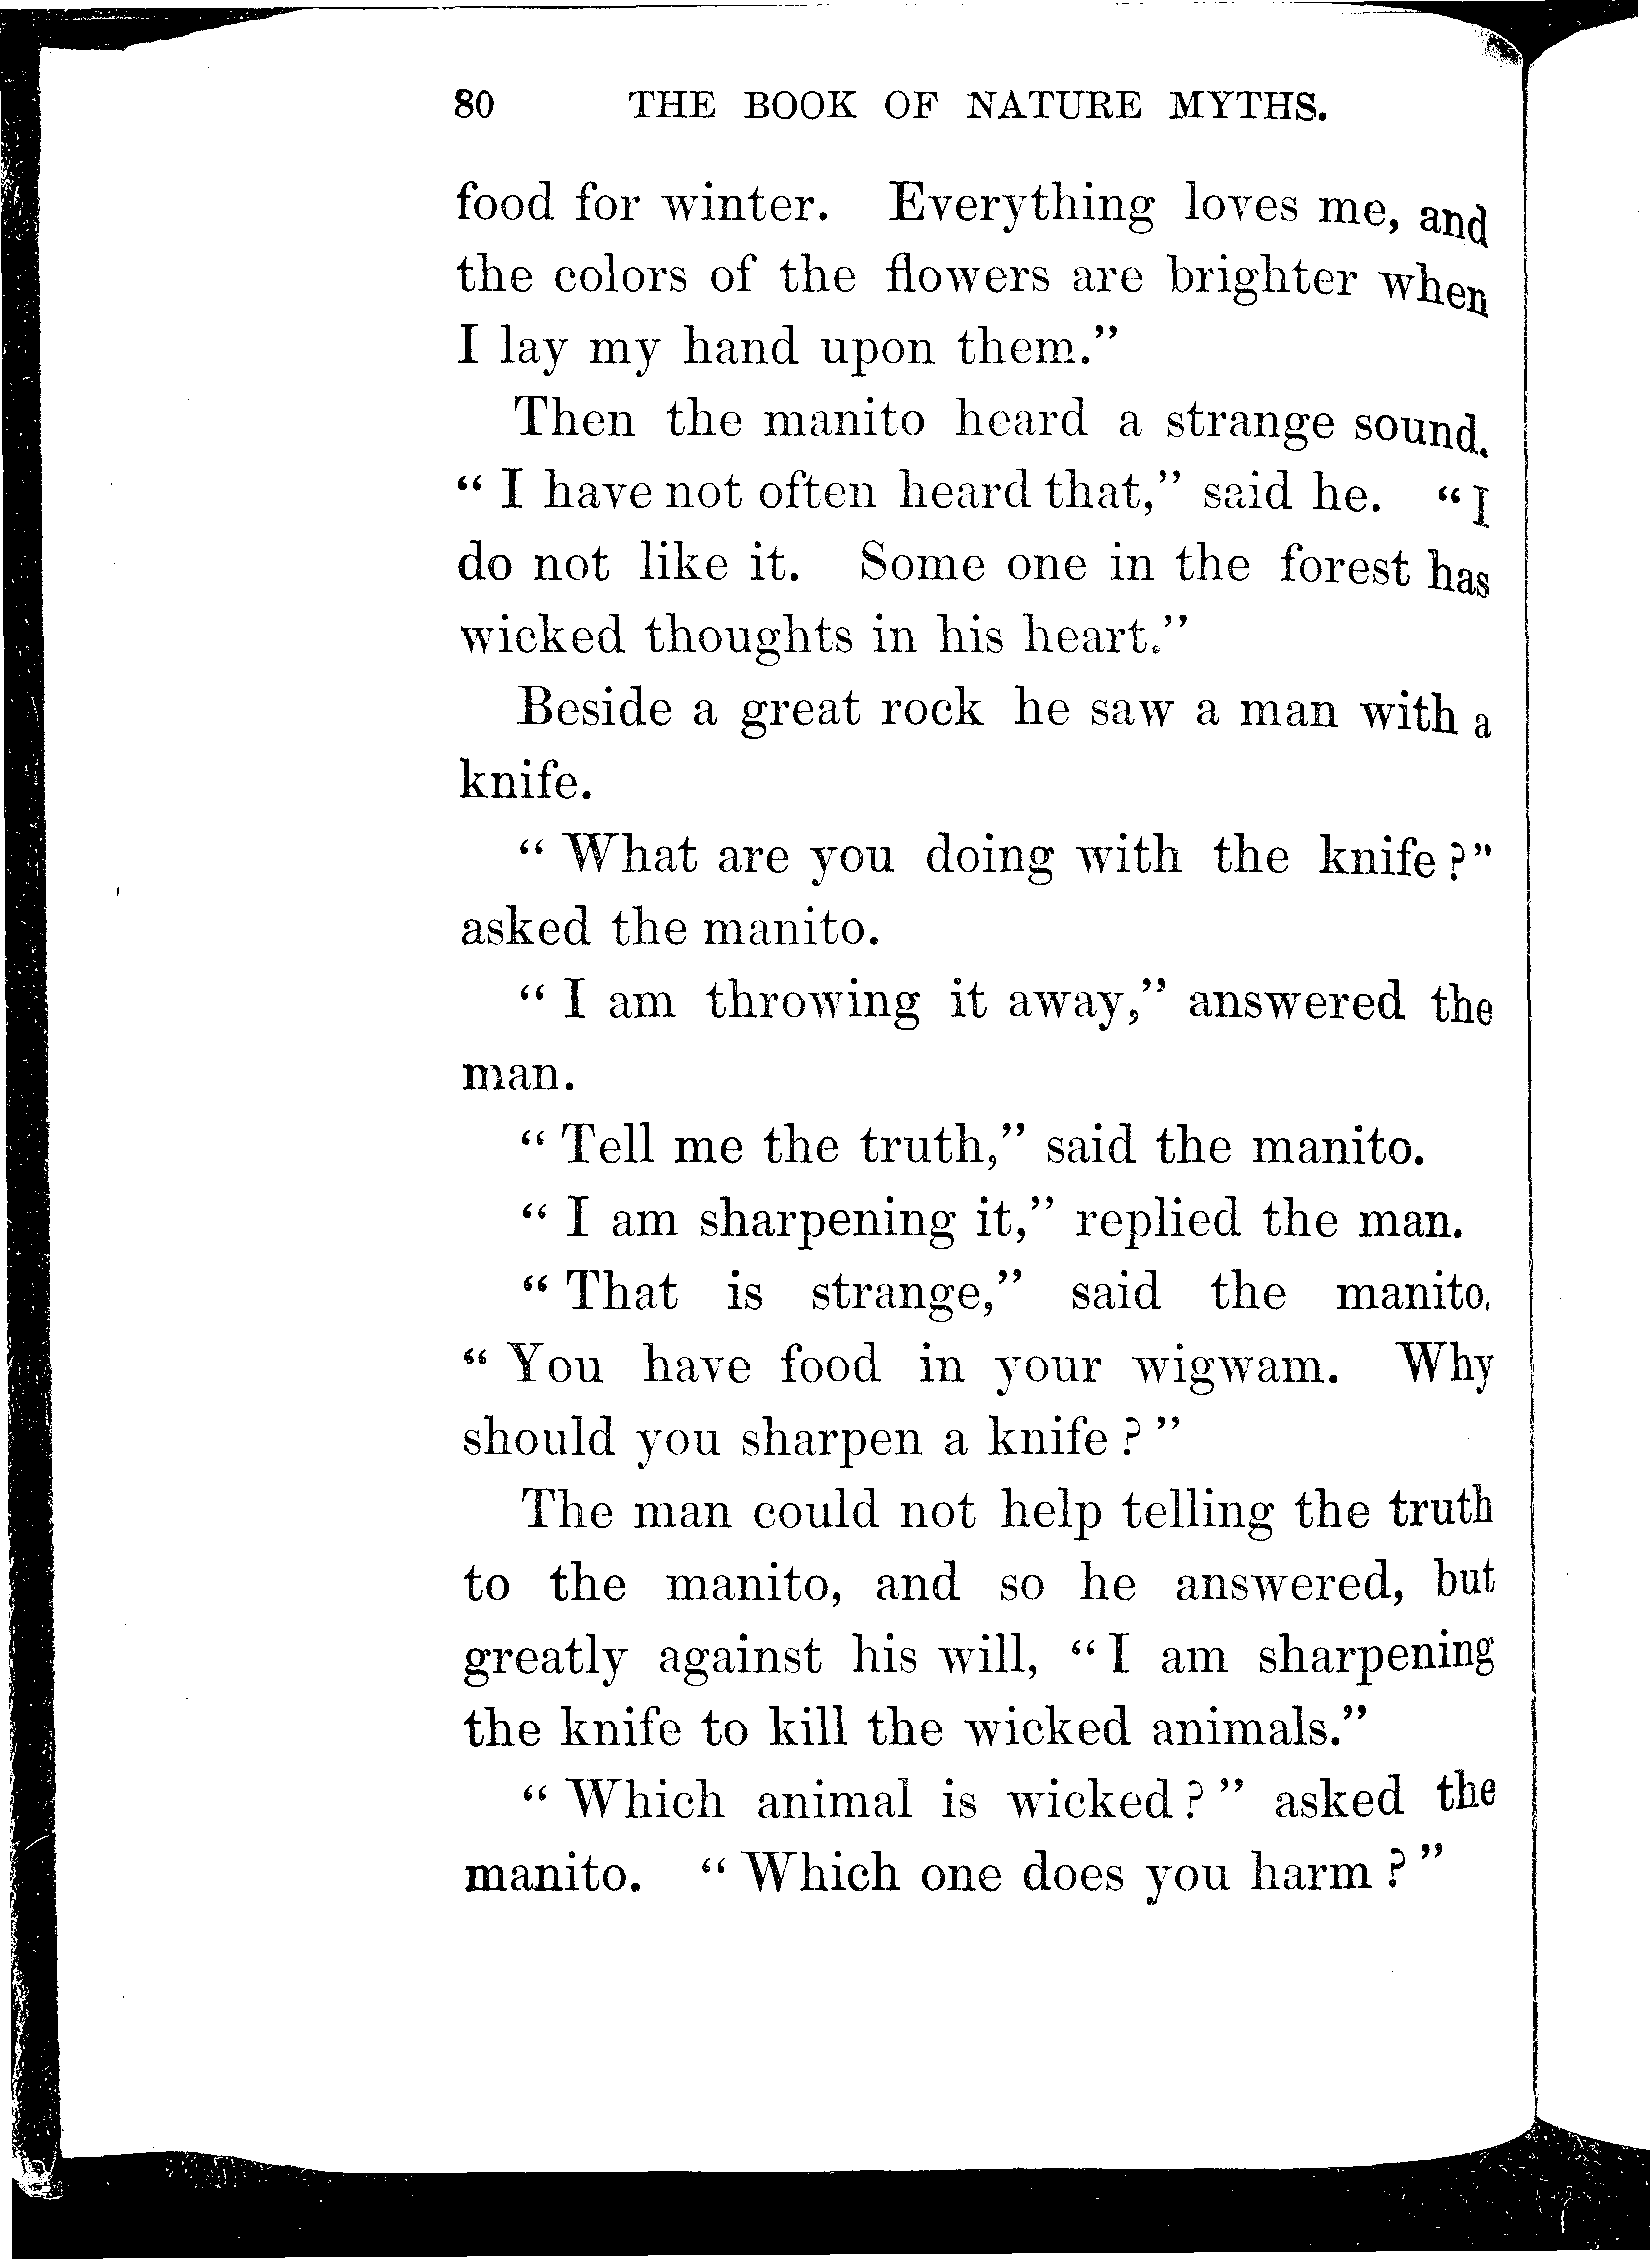 80 THE BOOK OF NATURE MYTHS.
food for winter. Everything loves me, and
the colors of the flowers are brighter when
I lay my hand upon them."
Then the manito heard a strange sound.
" I have not often heard that," said he. " I
do not like it. Some one in the forest has
wicked thoughts in his heart."
Beside a great rock he saw a man with a
knife.
" What are you doing with the knife ?"
asked the manito.
" I am throwing it away," answered the
man.
" Tell me the truth," said the manito.
" I am sharpening it," replied the man.
" That is strange," said the manito.
" You have food in your wigwam. Why
should you sharpen a knife ? "
The man could not help telling the truth
to the manito, and so he answered, but
greatly against his will, " I am sharpening
the knife to kill the wicked animals."
" Which animal is wicked ? " asked the
manito. " Which one does you harm ? "